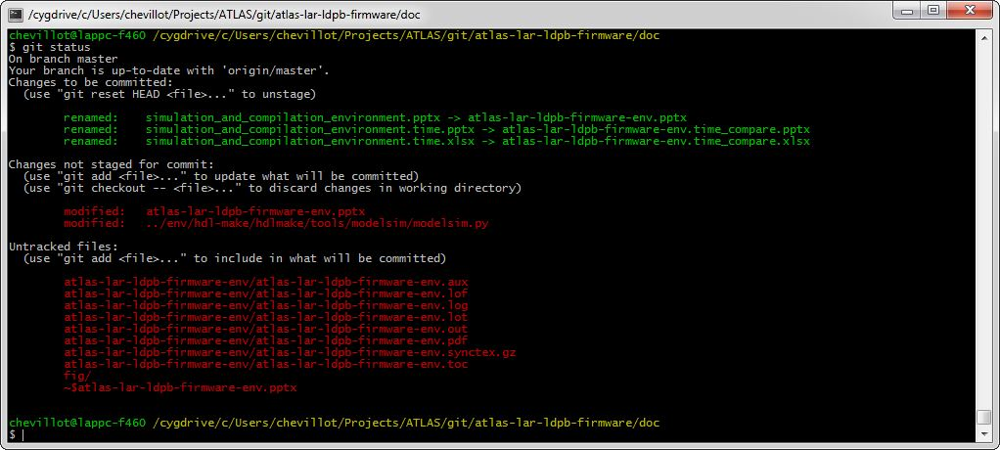 /cygdrive/c/Users/chevillot/Projects/ATLAS/git/atlas-lar-ldpb-firmware/doc
chevillot@lappc-f460 /cygdrive/c/Users/chevillot/Projects/ATLAS/git/atlas-lar-ldpb-firmware/doc
$ git status
On branch master
Your branch is up-to-date with 'origin/master'.
Changes to be committed:
  (use "git reset HEAD <file>..." to unstage)
        renamed:    simulation_and_compilation_environment.pptx -> atlas-lar-ldpb-firmware-env.pptx
        renamed:    simulation_and_compilation_environment.time.pptx -> atlas-lar-ldpb-firmware-env.time_compare.pptx
        renamed:    simulation_and_compilation_environment.time.xlsx -> atlas-lar-ldpb-firmware-env.time_compare.xlsx
Changes not staged for commit:
  (use "git add <file>..." to update what will be committed)
  (use "git checkout -- <file>..." to discard changes in working directory)
        modified:   atlas-lar-ldpb-firmware-env.pptx
        modified:   ../env/hdl-make/hdlmake/tools/modelsim/modelsim.py
Untracked files:
  (use "git add <file>..." to include in what will be committed)
        atlas-lar-ldpb-firmware-env/atlas-lar-ldpb-firmware-env.aux
        atlas-lar-ldpb-firmware-env/atlas-lar-ldpb-firmware-env.lof
        atlas-lar-ldpb-firmware-env/atlas-lar-ldpb-firmware-env.log
        atlas-lar-ldpb-firmware-env/atlas-lar-ldpb-firmware-env.lot
        atlas-lar-ldpb-firmware-env/atlas-lar-ldpb-firmware-env.out
        atlas-lar-ldpb-firmware-env/atlas-lar-ldpb-firmware-env.pdf
        atlas-lar-ldpb-firmware-env/atlas-lar-ldpb-firmware-env.synctex.gz
        atlas-lar-ldpb-firmware-env/atlas-lar-ldpb-firmware-env.toc
        fig/
        ~$atlas-lar-ldpb-firmware-env.pptx
chevillot@lappc-f460 /cygdrive/c/Users/chevillot/Projects/ATLAS/git/atlas-lar-ldpb-firmware/doc
$